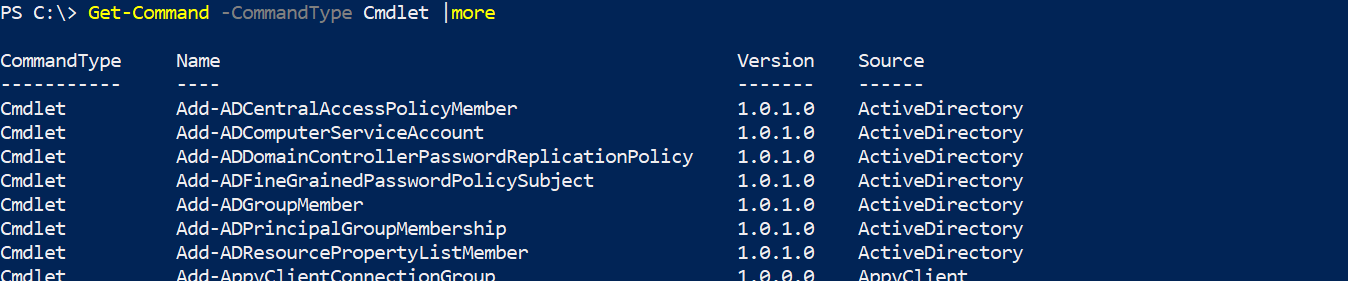 PS C:\> Get-Command -CommandType Cmdlet |more
CommandType     Name                                               Version    Source
-----------     ----                                               -------    ------
Cmdlet          Add-ADCentralAccessPolicyMember                    1.0.1.0    ActiveDirectory
Cmdlet          Add-ADComputerServiceAccount                       1.0.1.0    ActiveDirectory
Cmdlet          Add-ADDomainControllerPasswordReplicationPolicy    1.0.1.0    ActiveDirectory
Cmdlet          Add-ADFineGrainedPasswordPolicySubject             1.0.1.0    ActiveDirectory
Cmdlet          Add-ADGroupMember                                  1.0.1.0    ActiveDirectory
Cmdlet          Add-ADPrincipalGroupMembership                     1.0.1.0    ActiveDirectory
Cmdlet          Add-ADResourcePropertyListMember                   1.0.1.0    ActiveDirectory
Cmdlet          Add-AppvClientConnectionGroup                      1.0.0.0    AppvClient